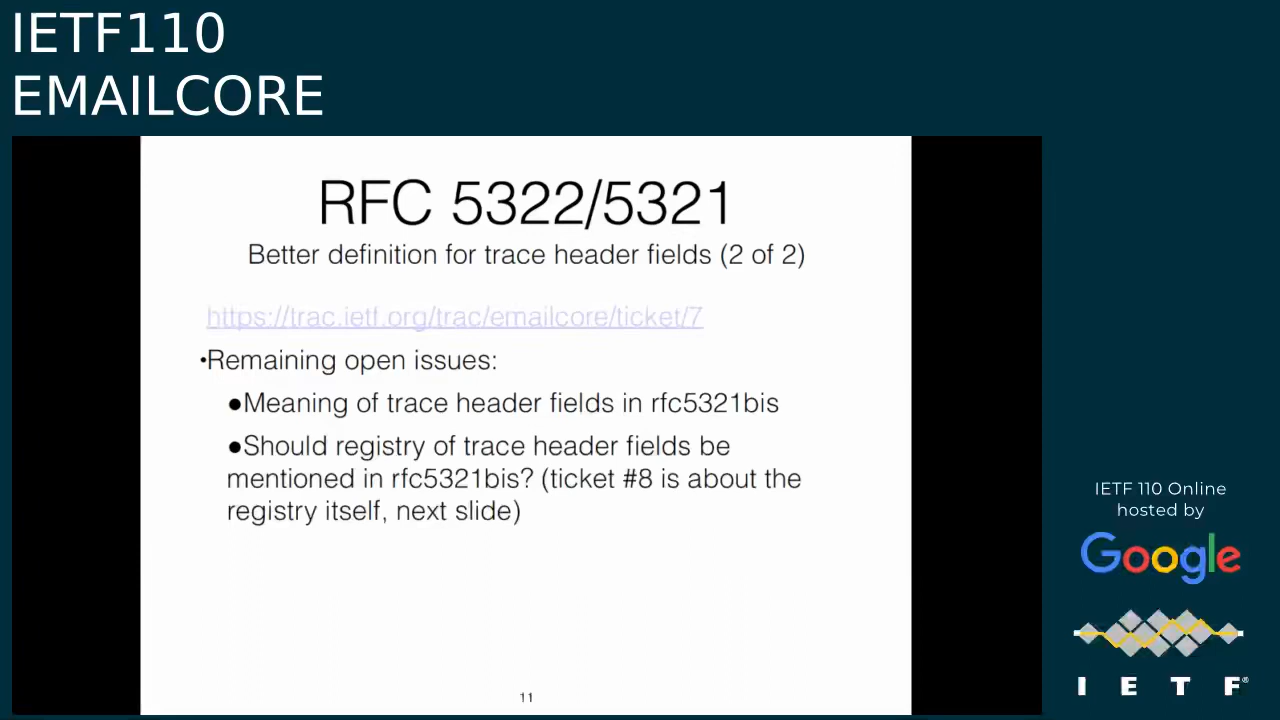 IETF110
EMAILCORE
RFC 5322/5321
Better definition for trace header fields (2 of 2)
https://trac.ietf.org/trac/emailcore/ticket/7
•Remaining open issues:
●Meaning of trace header fields in rfc5321bis
●Should registry of trace header fields be
mentioned in rfc5321bis? (ticket #8 is about the
registry itself, next slide)
11
IETF 110 Online
hosted by
Google
I E T F®